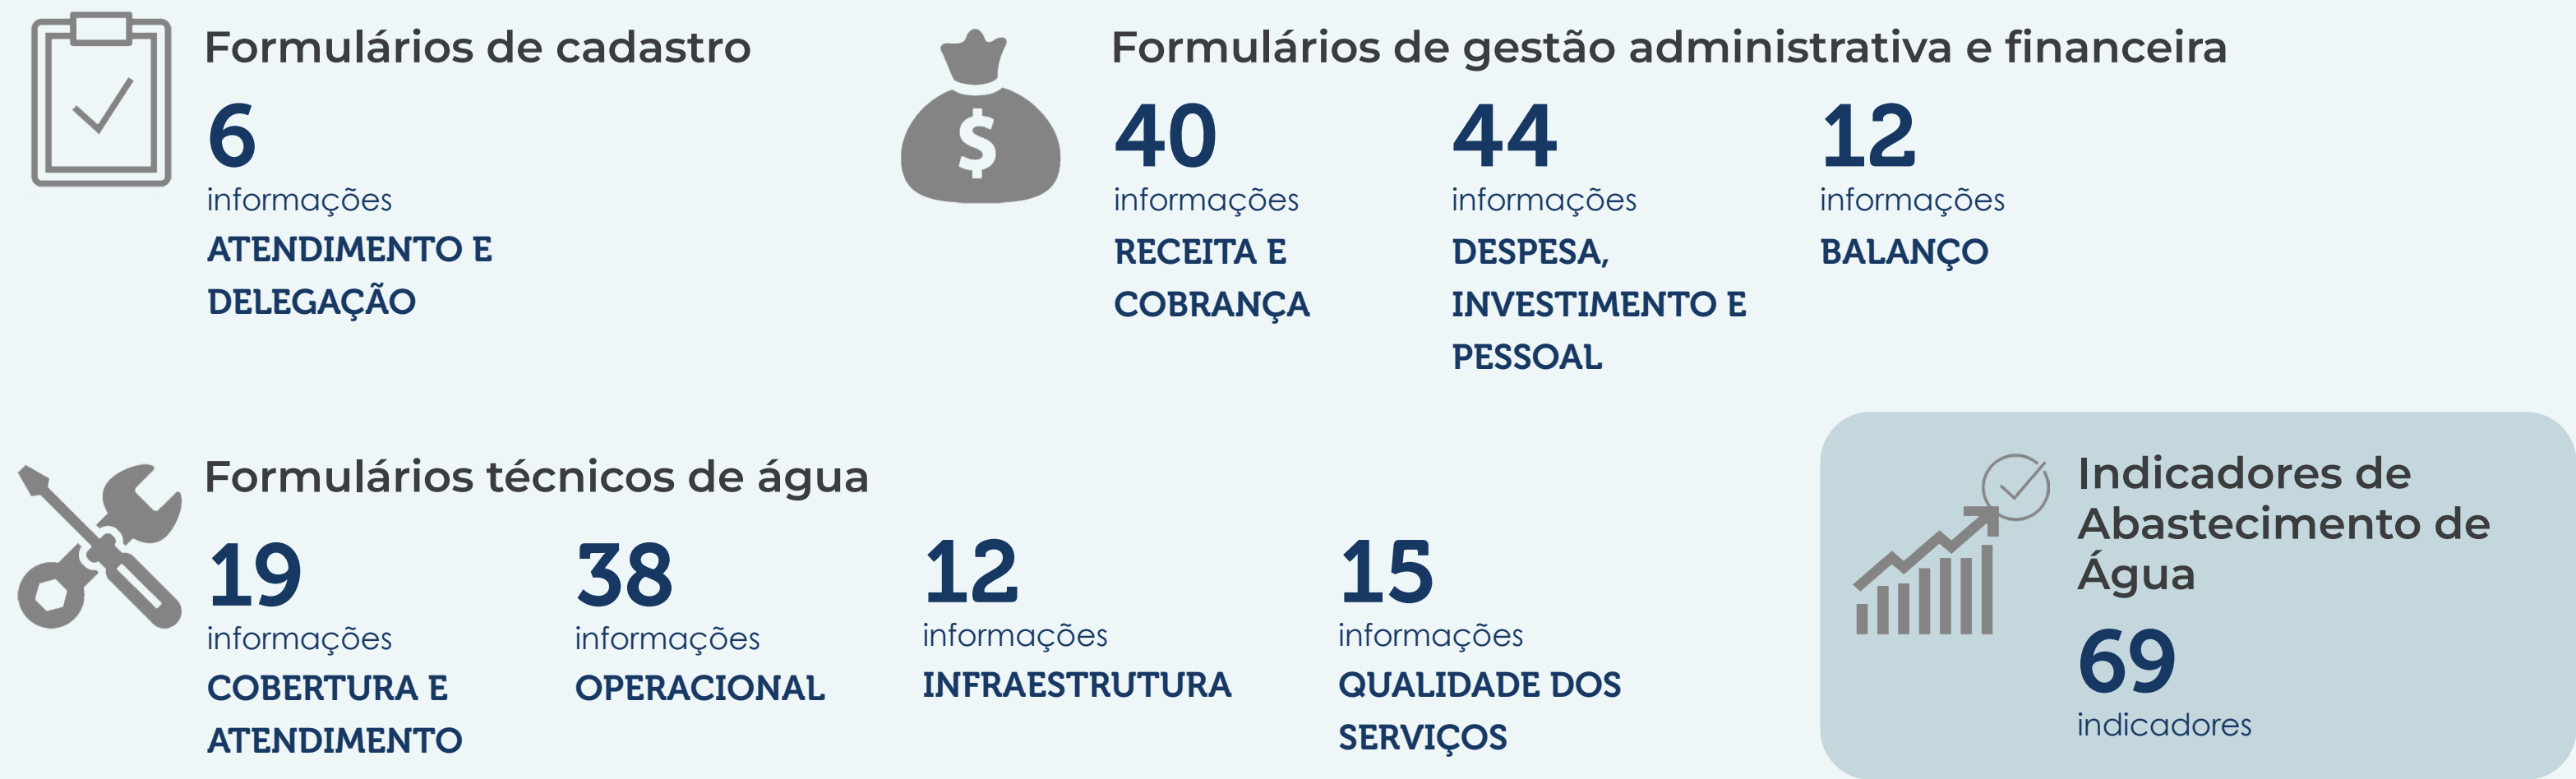 Formulários de cadastro
6
informações
ATENDIMENTO E
DELEGAÇÃO
$
Formulários de gestão administrativa e financeira
40
informações
RECEITA E
COBRANÇA
44
informações
DESPESA,
INVESTIMENTO E
PESSOAL
12
informações
BALANÇO
Formulários técnicos de água
19
informações
COBERTURA E
ATENDIMENTO
38
informações
OPERACIONAL
12
informações
INFRAESTRUTURA
15
informações
QUALIDADE DOS
SERVIÇOS
Indicadores de
Abastecimento de
Água
69
indicadores